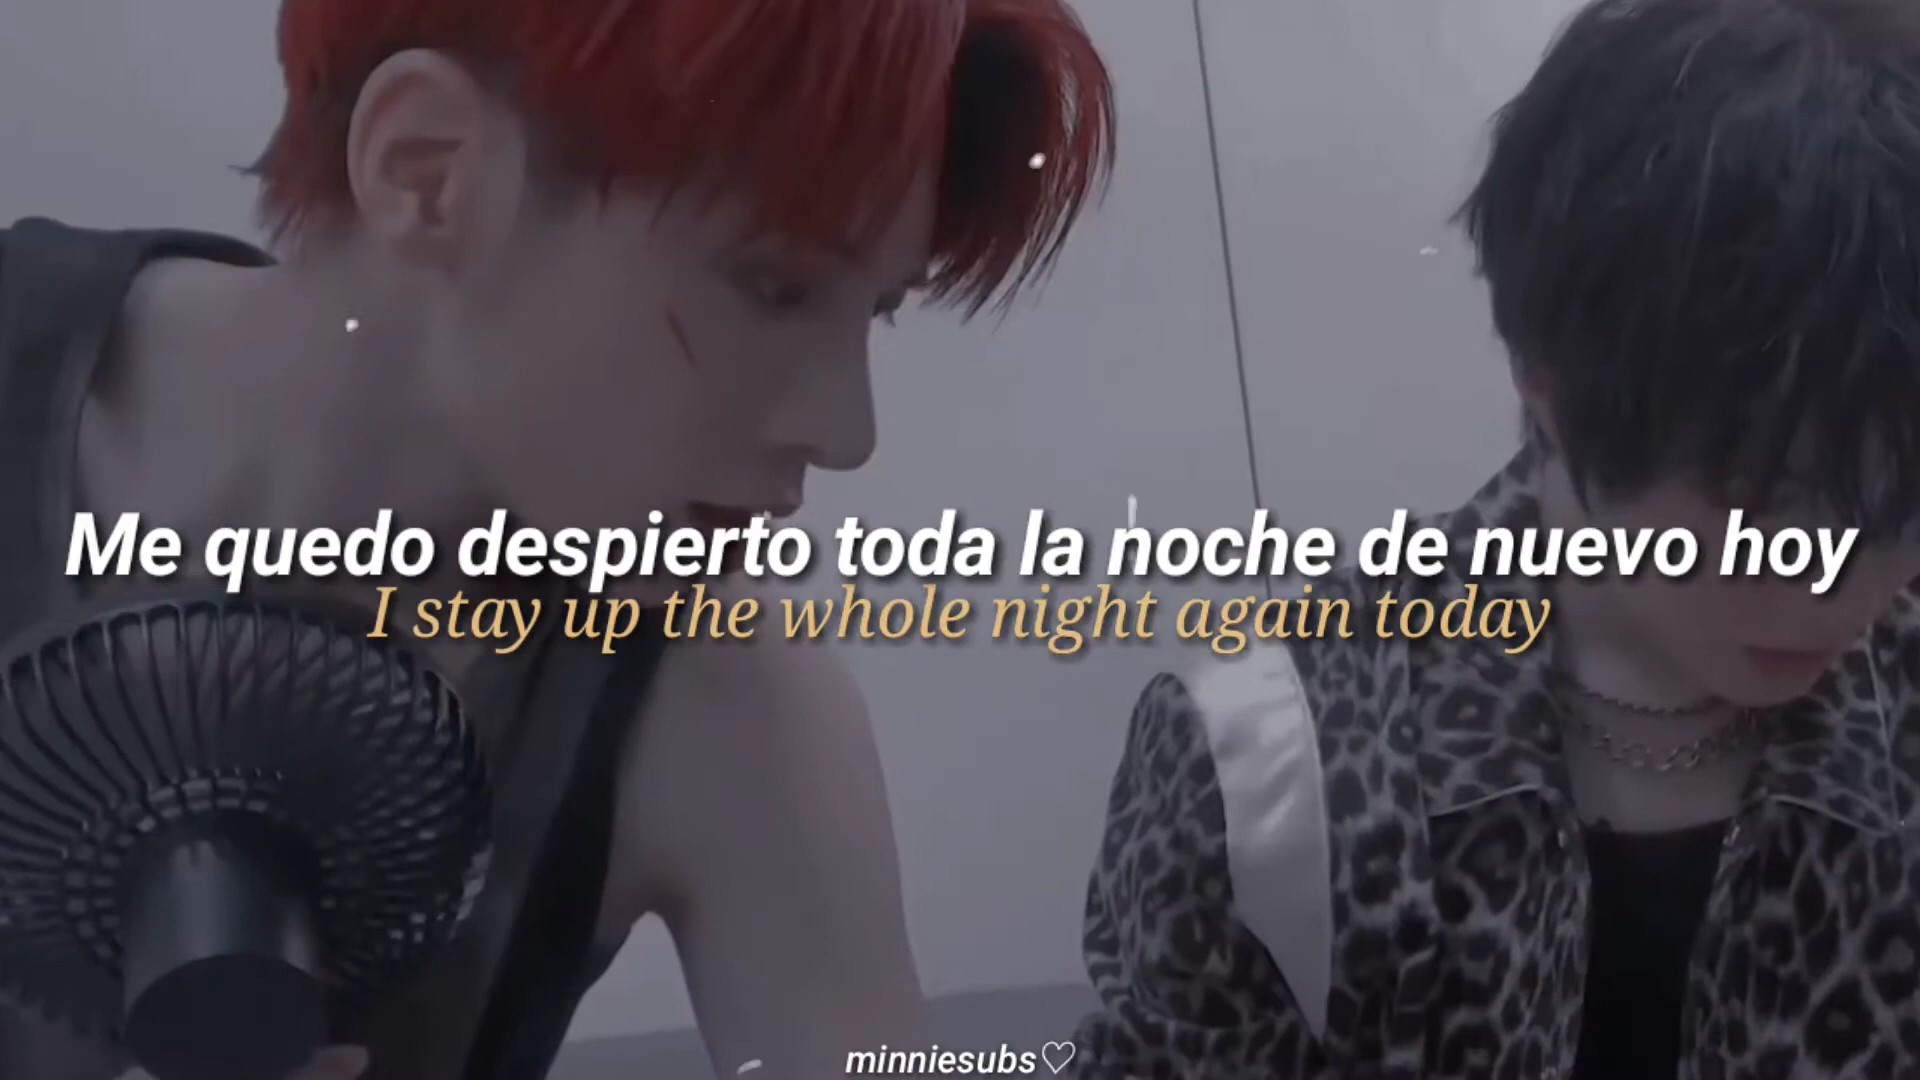 Me quedo despierto toda la noche de nuevo hoy
I stay up the whole night again today
minniesubs♡